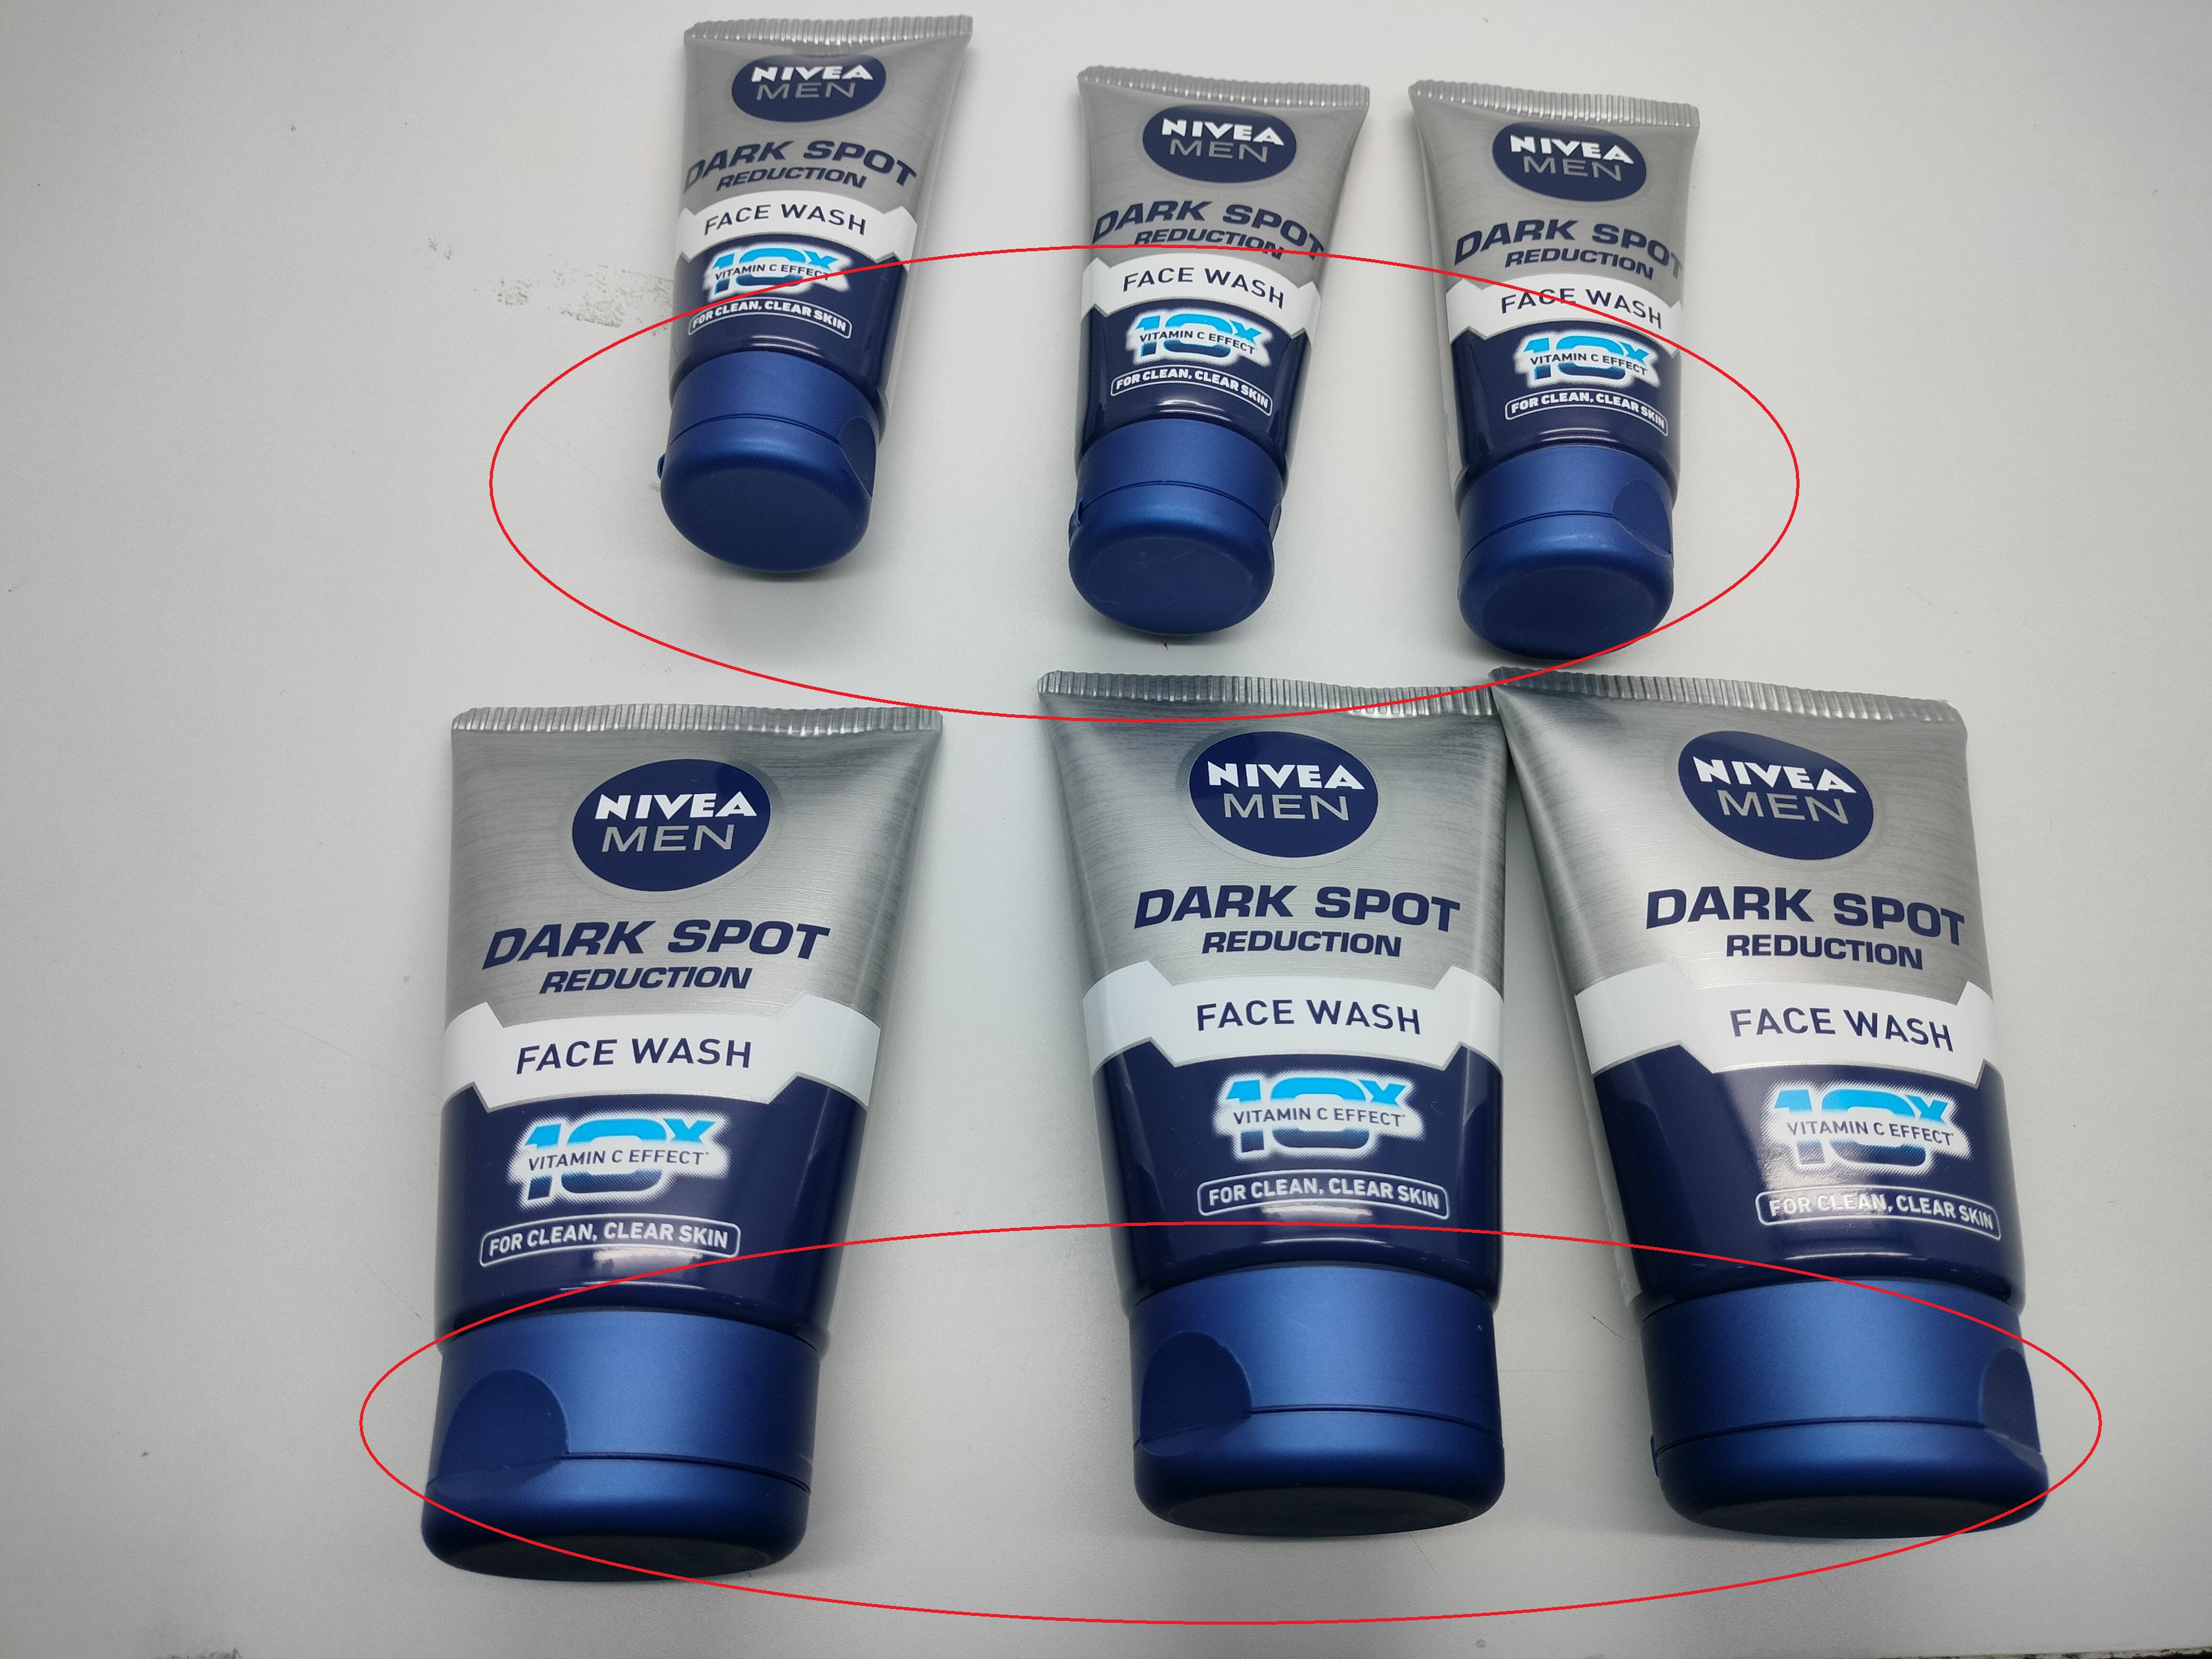 NIVEA
MEN
DARK SPOT
REDUCTION
FACE WASH
10x
VITAMIN C EFFECT
FOR CLEAN, CLEAR SKIN
NIVEA
MEN
DARK SPOT
REDUCTION
FACE WASH
10x
VITAMIN C EFFECT
FOR CLEAN, CLEAR SKIN
NIVEA
MEN
DARK SPOT
REDUCTION
FACE WASH
10x
VITAMIN C EFFECT
FOR CLEAN, CLEAR SKIN
NIVEA
MEN
DARK SPOT
REDUCTION
FACE WASH
10x
VITAMIN C EFFECT*
FOR CLEAN, CLEAR SKIN
NIVEA
MEN
DARK SPOT
REDUCTION
FACE WASH
10x
VITAMIN C EFFECT*
FOR CLEAN, CLEAR SKIN
NIVEA
MEN
DARK SPOT
REDUCTION
FACE WASH
10x
VITAMIN C EFFECT*
FOR CLEAN, CLEAR SKIN